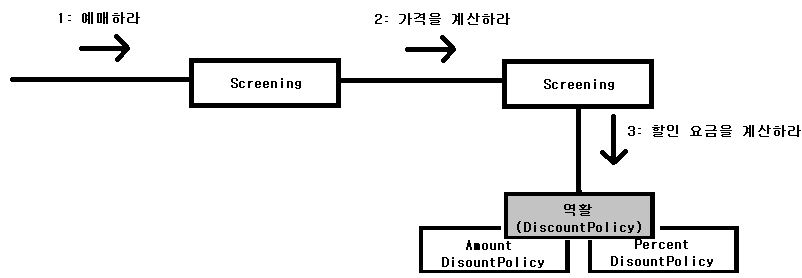 1: 예매하라
2: 가격을 계산하라
Screening
Screening
3: 할인 요금을 계산하라
역활
(DiscountPolicy)
Amount
DisountPolicy
Percent
DisountPolicy